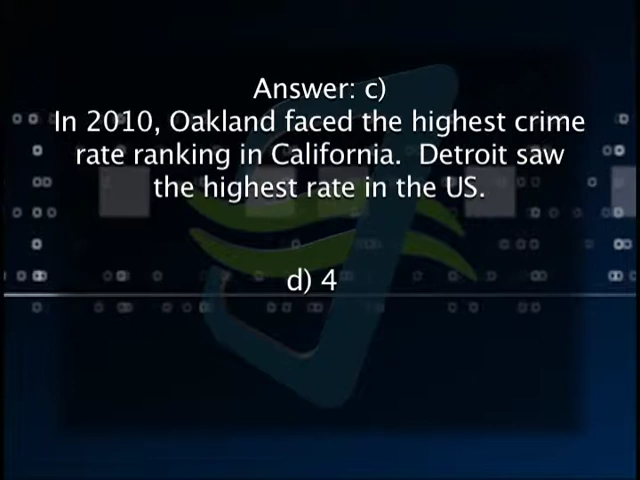 Answer: c)
In 2010, Oakland faced the highest crime
rate ranking in California.  Detroit saw
the highest rate in the US.
d) 4